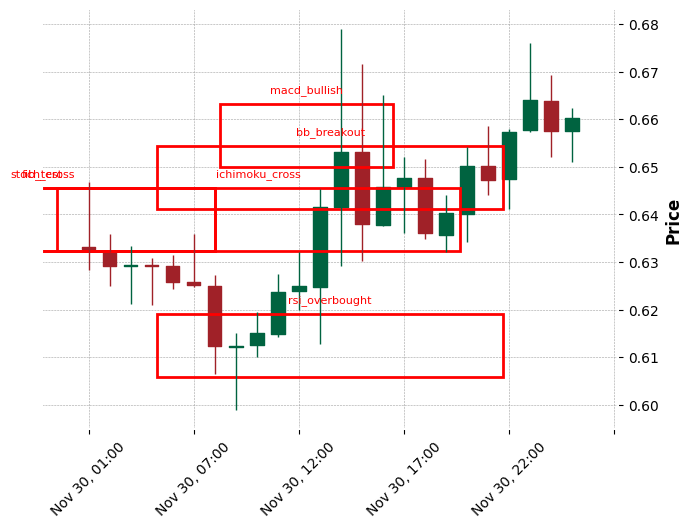 0.68
0.67
macd_bullish
0.66
bb_breakout
0.65
ichimoku_cross
0.64
Price
0.63
0.62
rsi_overbought
0.61
0.60
Nov 30, 01:00
Nov 30, 07:00
Nov 30, 12:00
Nov 30, 17:00
Nov 30, 22:00